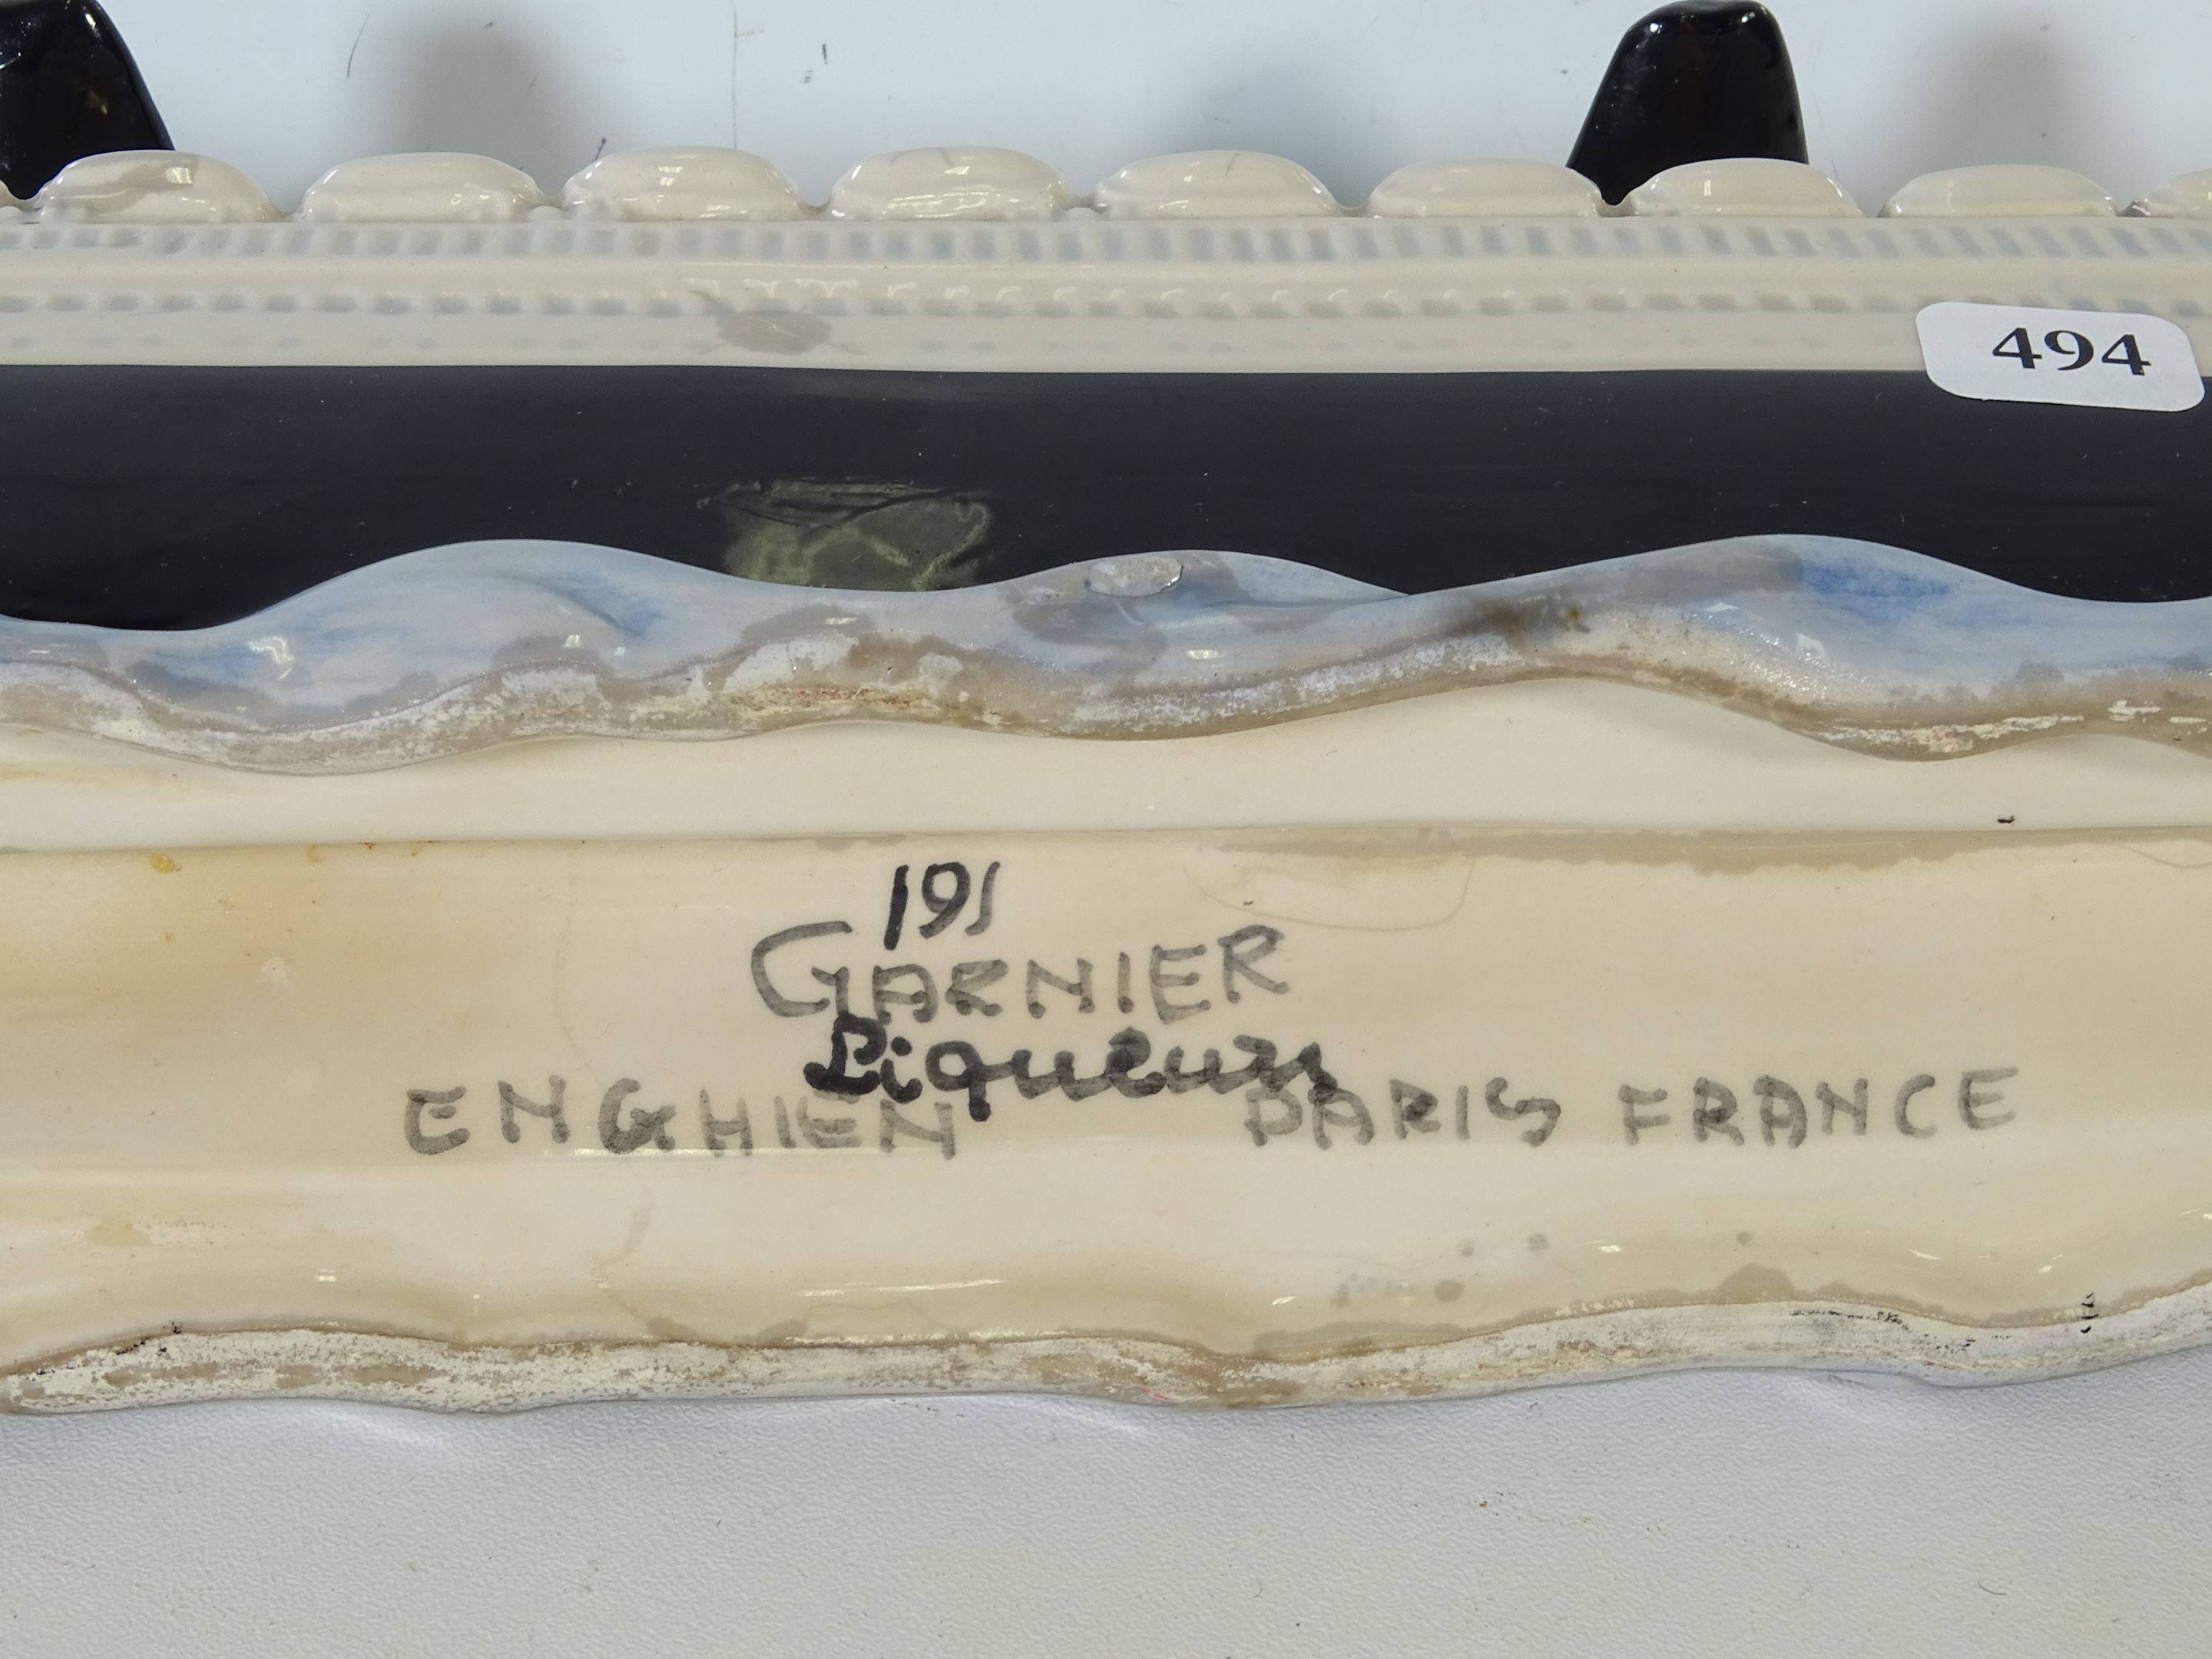 494
191
GARNIER
Liqueurs
ENGHIEN PARIS FRANCE